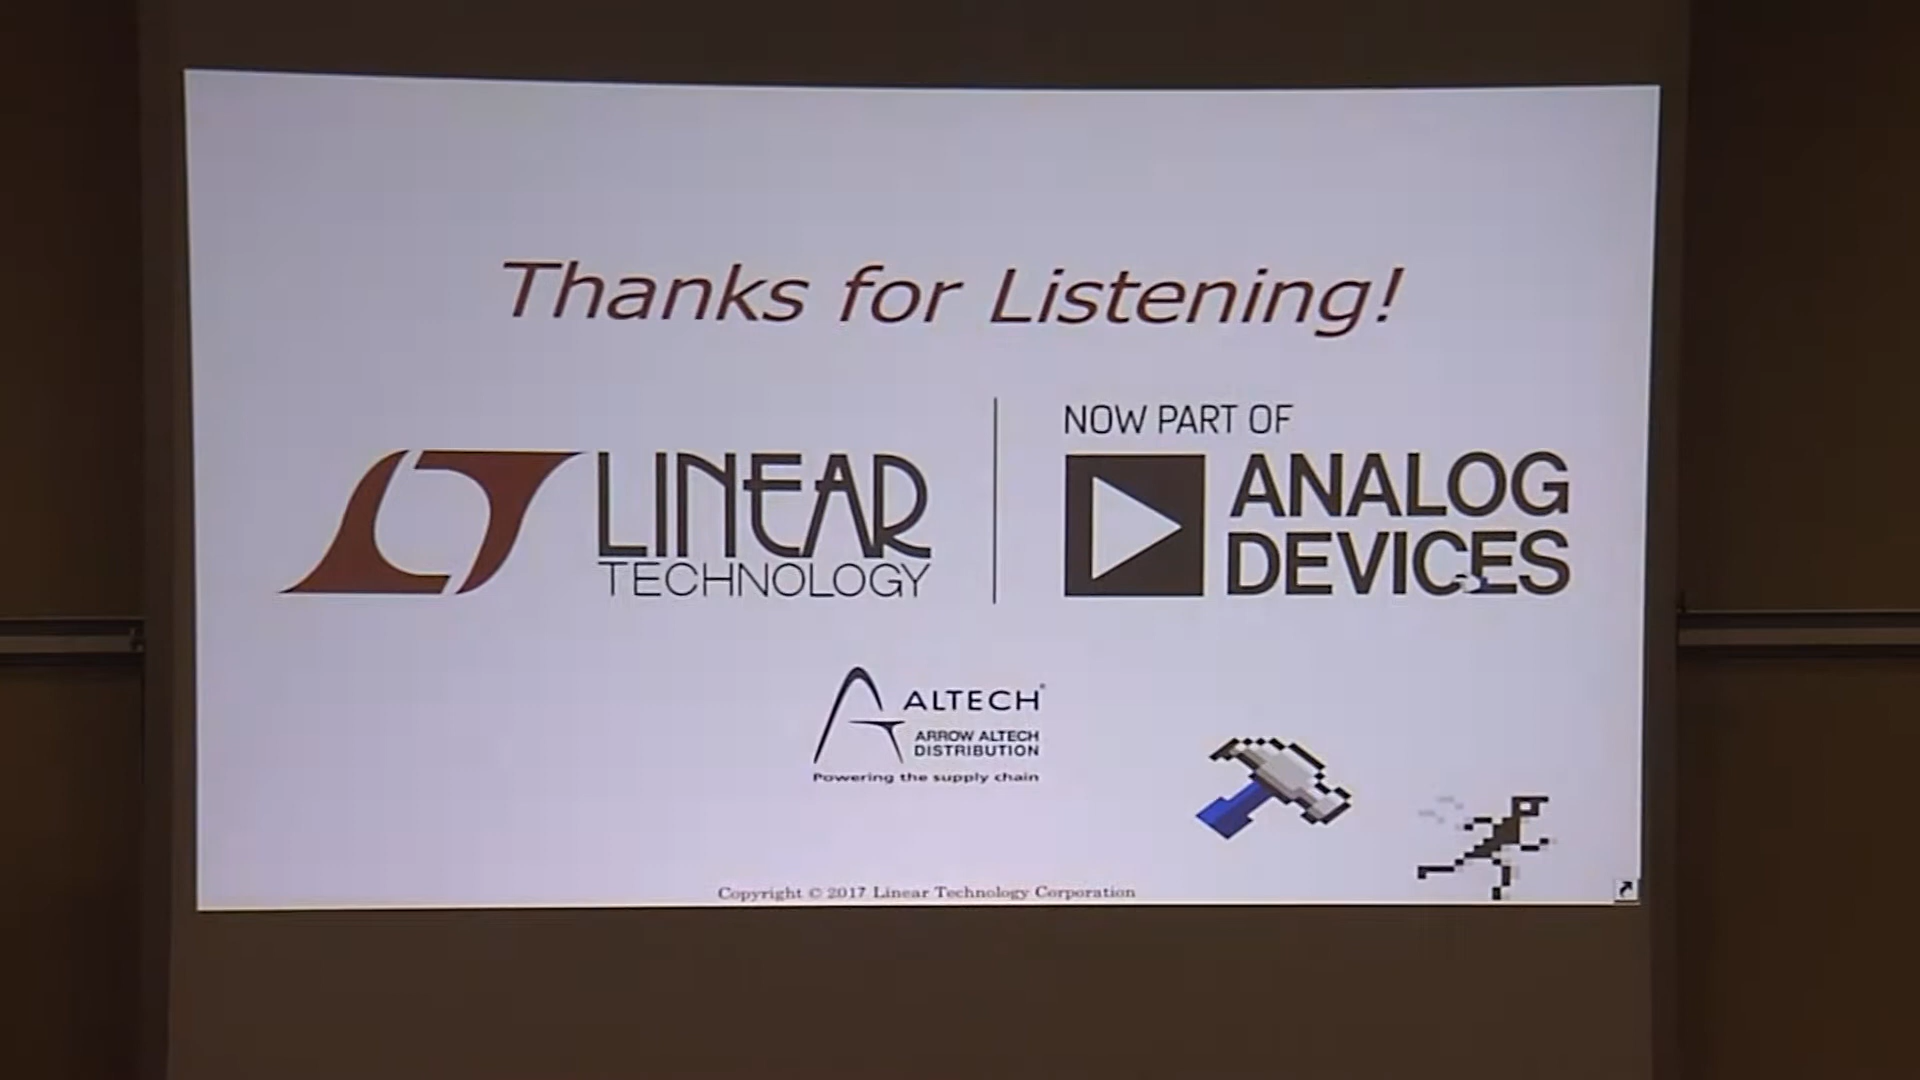 Thanks for Listening!
LINEAR
TECHNOLOGY
NOW PART OF
ANALOG
DEVICES
ALTECH
ARROW ALTECH
DISTRIBUTION
Powering the supply chain
Copyright © 2017 Linear Technology Corporation